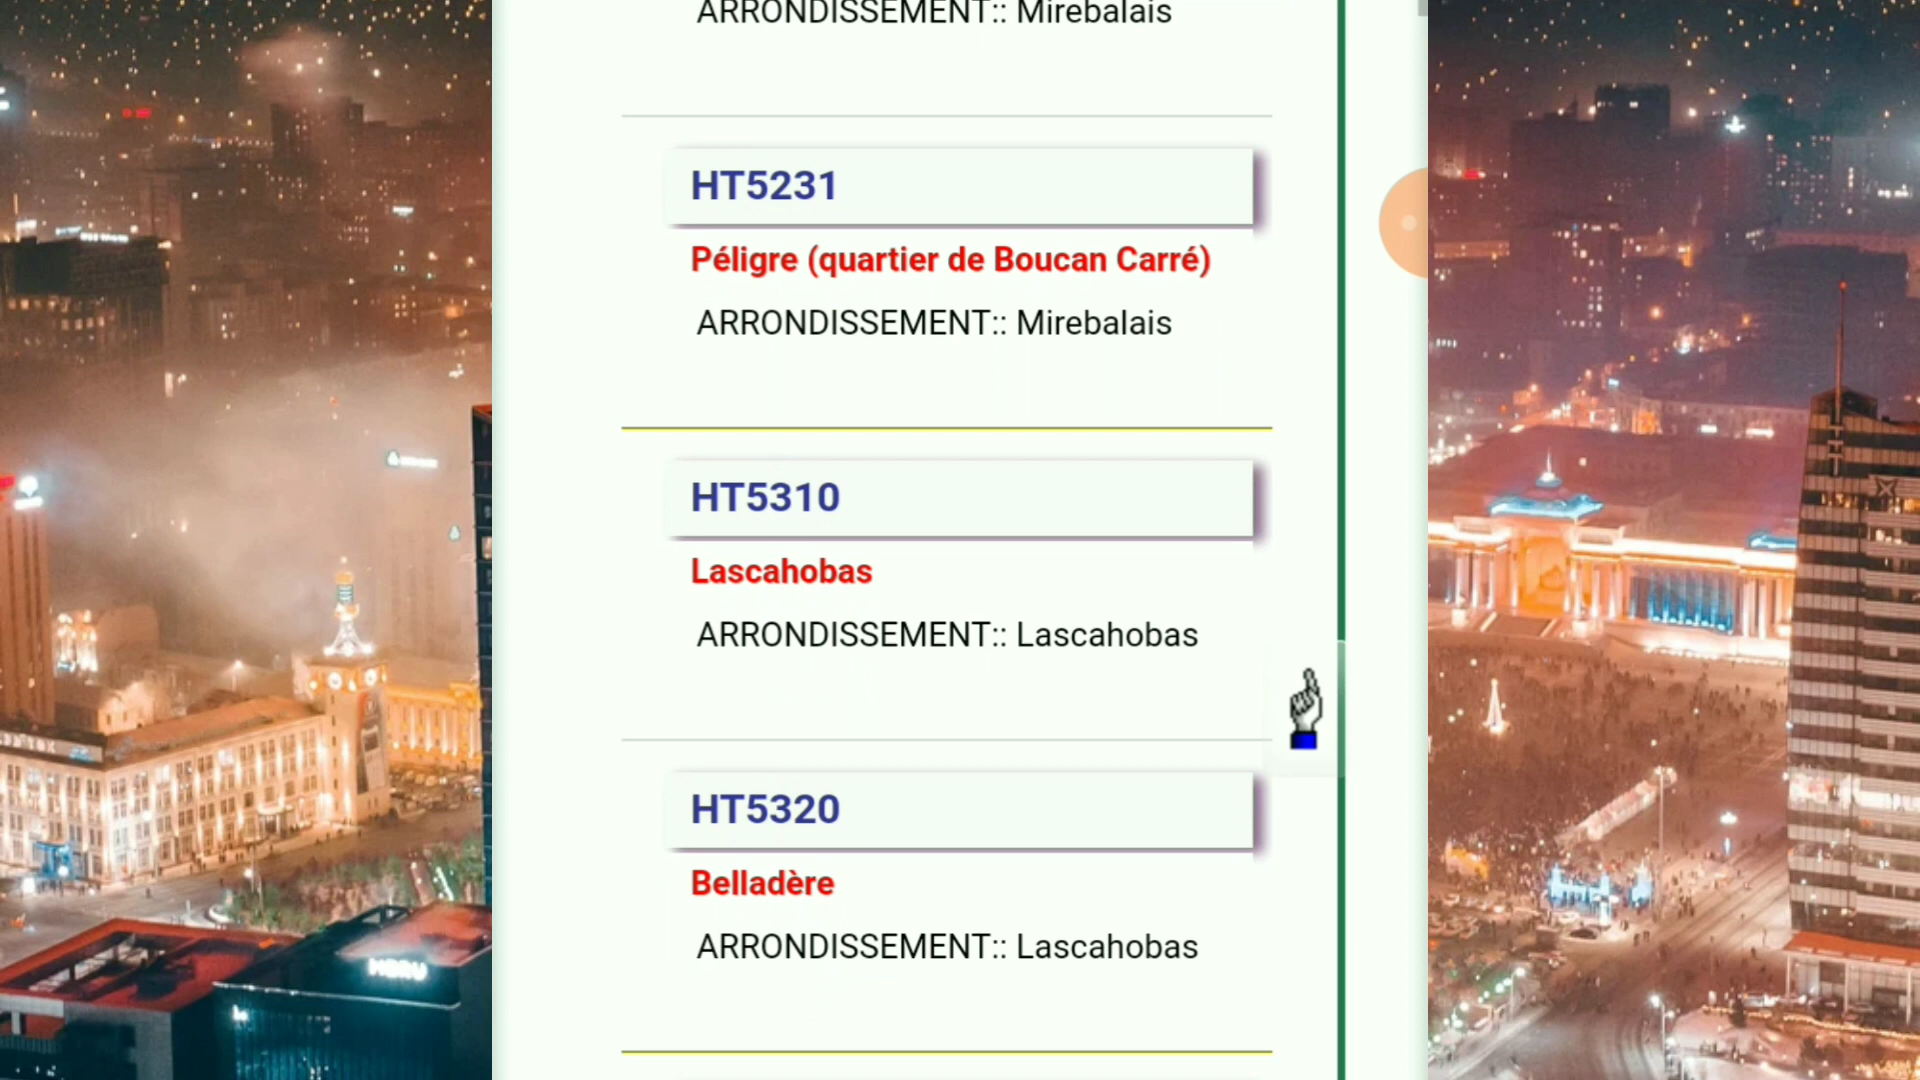 ARRONDISSEMENT:: Mirebalais
HT5231
Péligre (quartier de Boucan Carré)
ARRONDISSEMENT:: Mirebalais
HT5310
Lascahobas
ARRONDISSEMENT:: Lascahobas
HT5320
Belladère
ARRONDISSEMENT:: Lascahobas